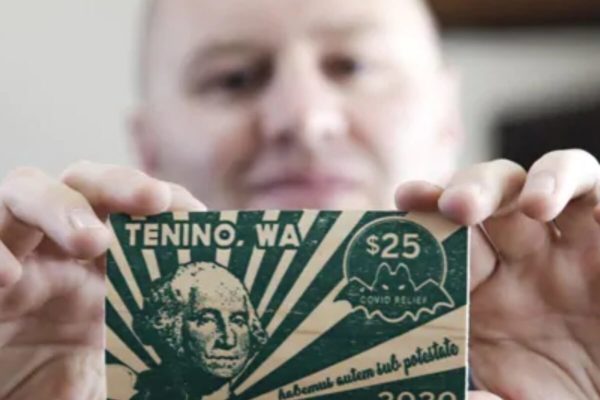 TENINO, WA
$25
COVID RELIEF
habemus autem sub potestate
2020